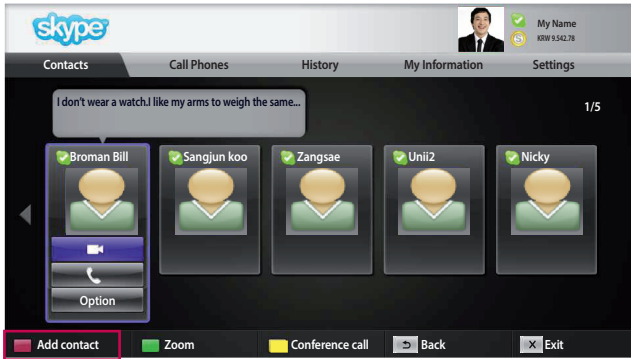 skype
My Name
KRW 9.542.78
Contacts Call Phones History My Information Settings
I don't wear a watch.I like my arms to weigh the same...
1/5
Broman Bill Sangjun koo Zangsae Unii2 Nicky
Option
Add contact Zoom Conference call Back X Exit